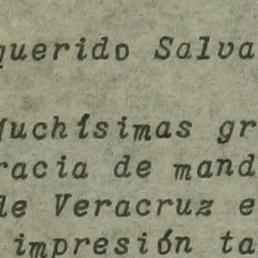 querido Salva
Muchísimas gr
racia de mand
de Veracruz e
impresión ta